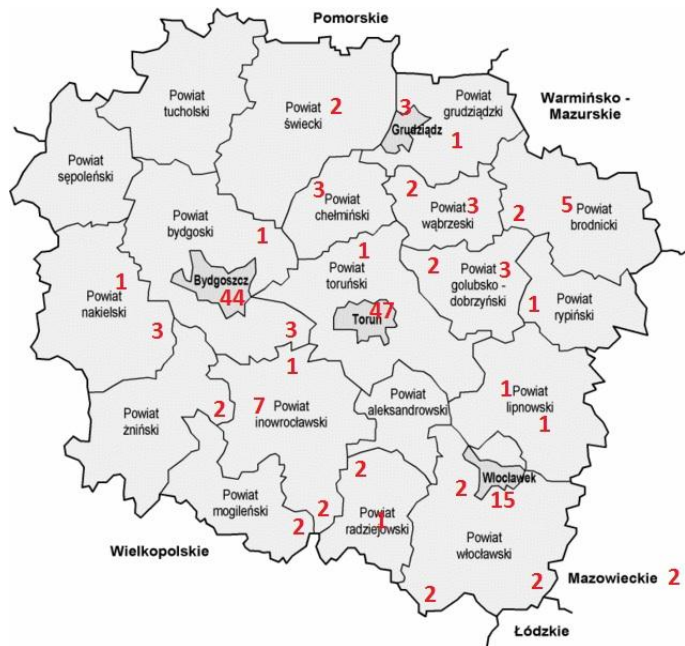 Pomorskie
Powiat
tucholski
Powiat
świecki
2
3
Grudziądz
Powiat
grudziądzki
1
Warmińsko -
Mazurskie
Powiat
sępoleński
Powiat
bydgoski
1
3
Powiat
chełmiński
2
Powiat
wąbrzeski
3
2
5
Powiat
brodnicki
Bydgoszcz
44
3
1
Powiat
toruński
Toruń
47
2
Powiat
golubsko -
dobrzyński
3
1
Powiat
rypiński
1
Powiat
nakielski
3
1
7
Powiat
inowrocławski
2
Powiat
żniński
2
Powiat
aleksandrowski
1
Powiat
lipnowski
1
Powiat
mogileński
2
2
Powiat
radziejowski
1
2
Włocławek
15
Powiat
włocławski
2
2
Wielkopolskie
Mazowieckie 2
Łódzkie